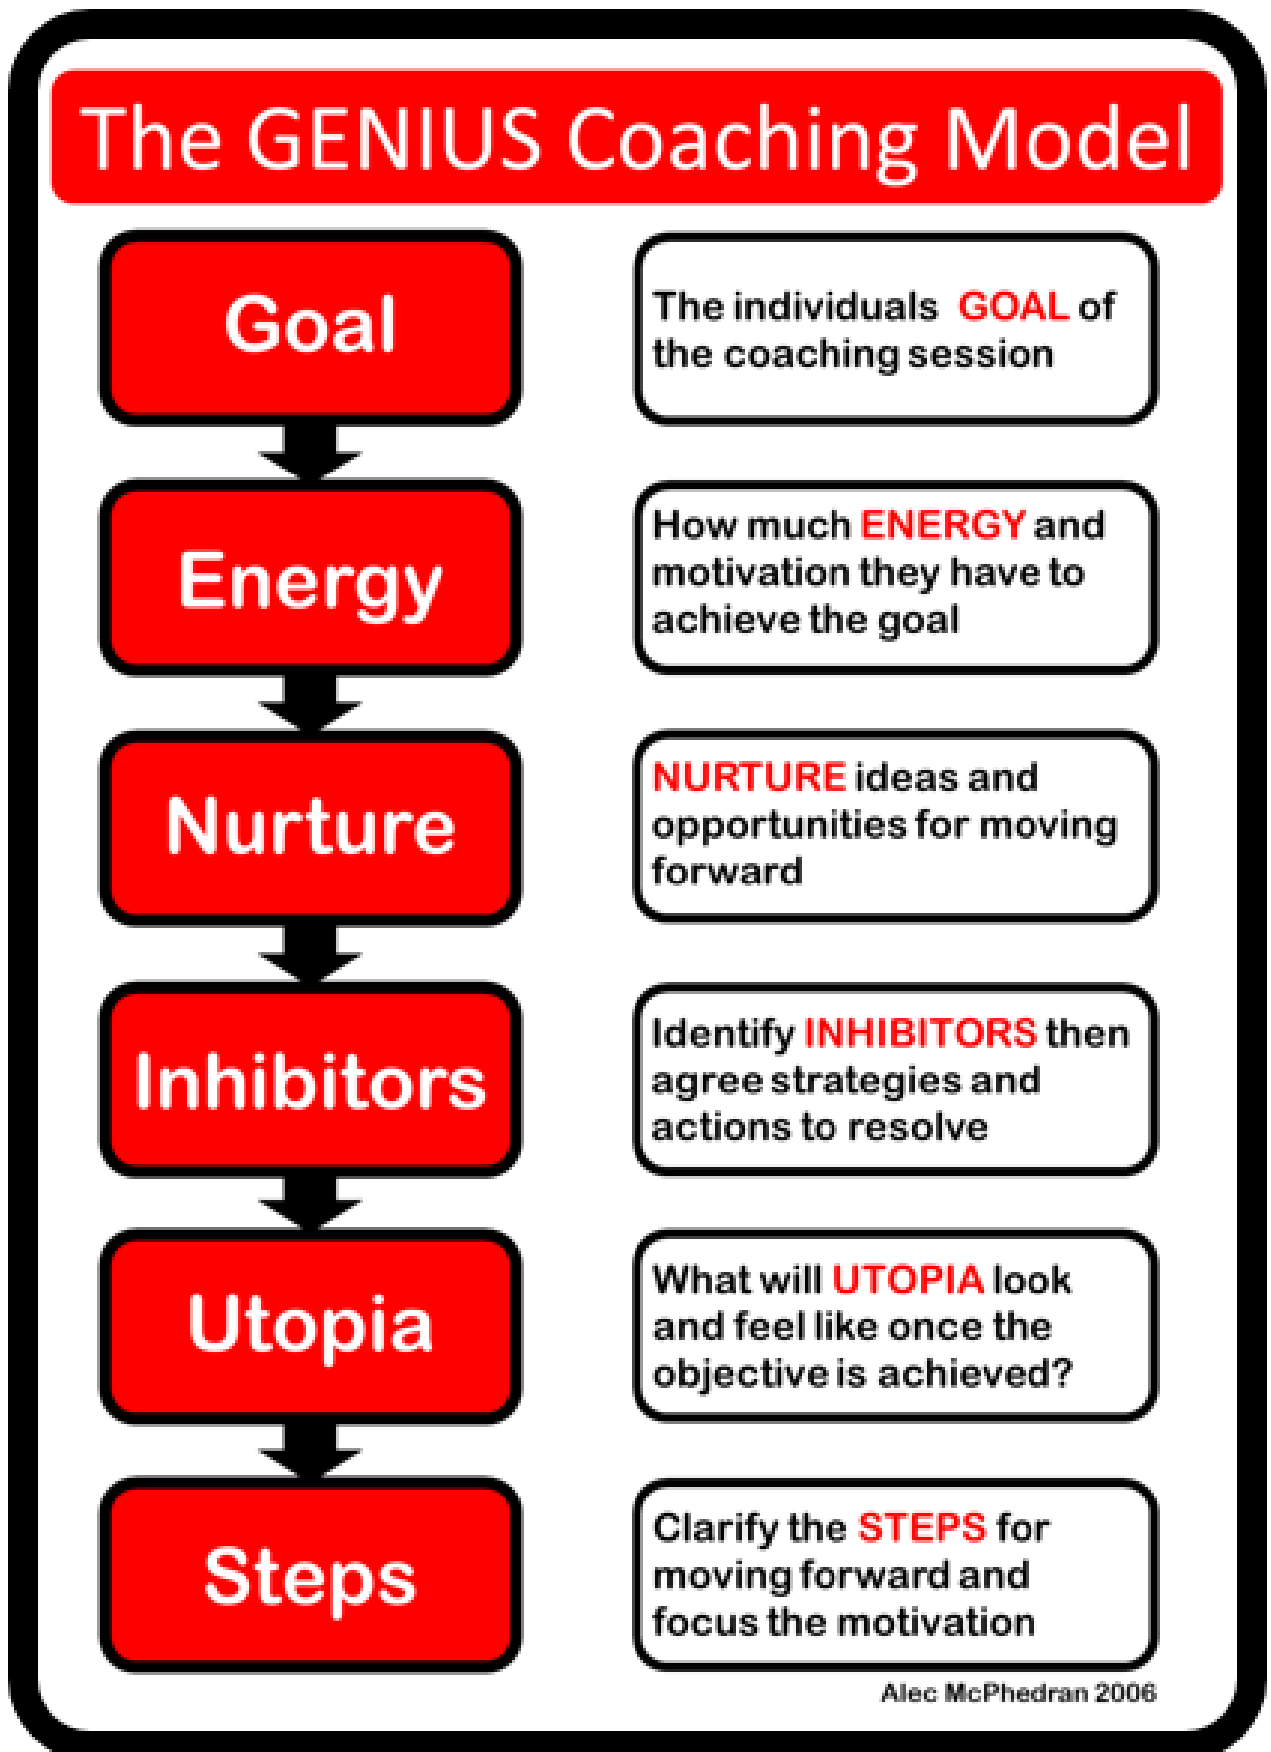 The GENIUS Coaching Model
Goal
The individuals GOAL of
the coaching session
Energy
How much ENERGY and
motivation they have to
achieve the goal
Nurture
NURTURE ideas and
opportunities for moving
forward
Inhibitors
Identify INHIBITORS then
agree strategies and
actions to resolve
Utopia
What will UTOPIA look
and feel like once the
objective is achieved?
Steps
Clarify the STEPS for
moving forward and
focus the motivation
Alec McPhedran 2006